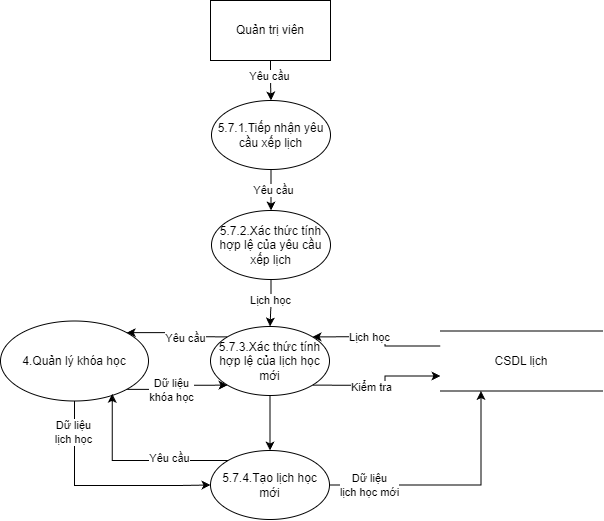 Quản trị viên
Yêu cầu
5.7.1.Tiếp nhận yêu
cầu xếp lịch
Yêu cầu
5.7.2.Xác thức tính
hợp lệ của yêu cầu
xếp lịch
Lịch học
Yêu cầu
Lịch học
4.Quản lý khóa học
5.7.3.Xác thức tính
hợp lệ của lịch học
mới
CSDL lịch
Dữ liệu
khóa học
Kiểm tra
Dữ liệu
lịch học
Yêu cầu
5.7.4.Tạo lịch học
mới
Dữ liệu
lịch học mới